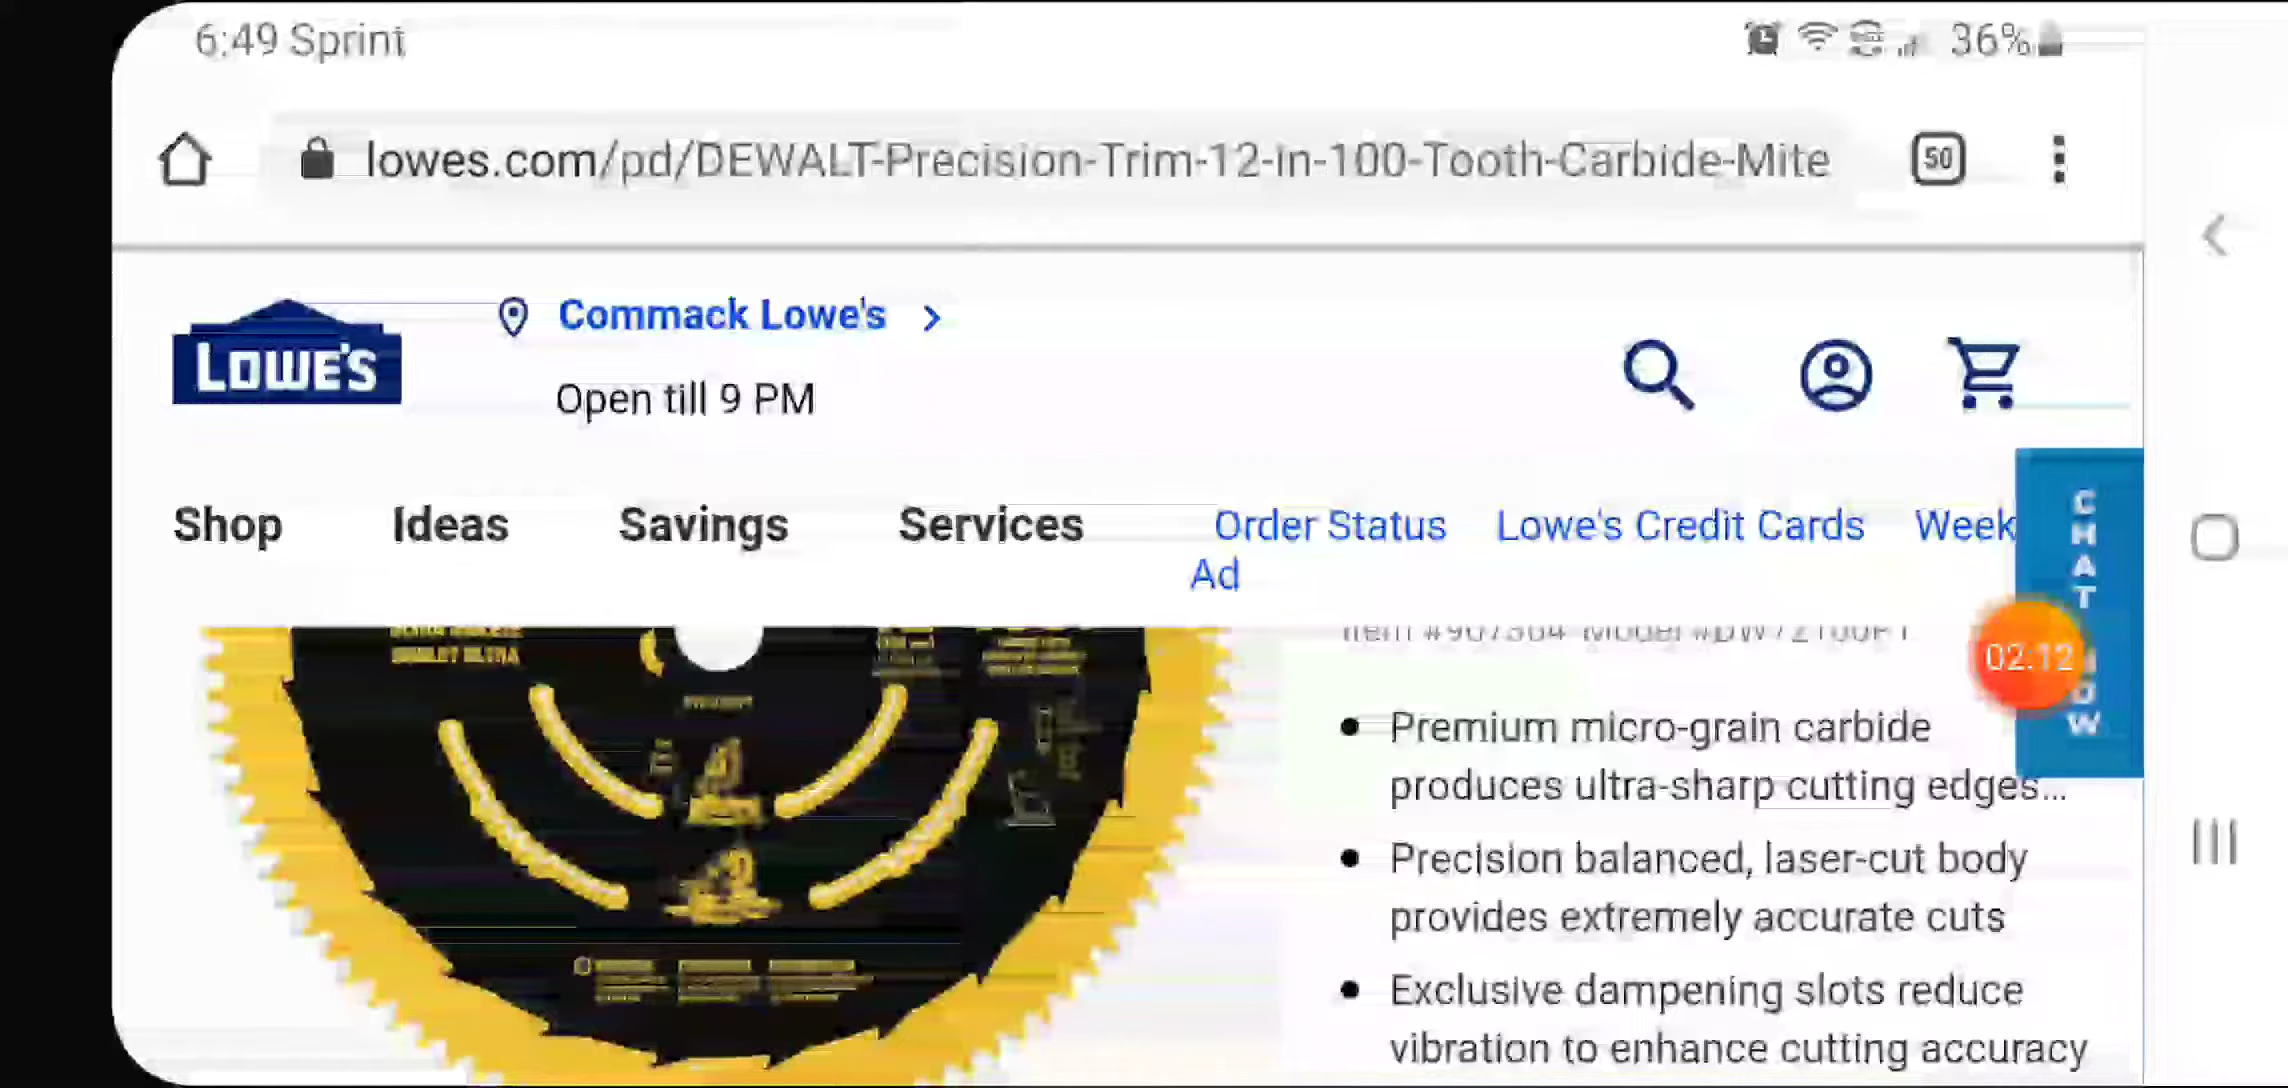 6:49 Sprint
36%
lowes.com/pd/DEWALT-Precision-Trim-12-in-100-Tooth-Carbide-Mite
50
LOWE'S
Commack Lowe's
Open till 9 PM
Shop Ideas Savings Services Order Status Lowe's Credit Cards Week
Ad
CHAT
02:12
Premium micro-grain carbide
produces ultra-sharp cutting edges...
Precision balanced, laser-cut body
provides extremely accurate cuts
Exclusive dampening slots reduce
vibration to enhance cutting accuracy